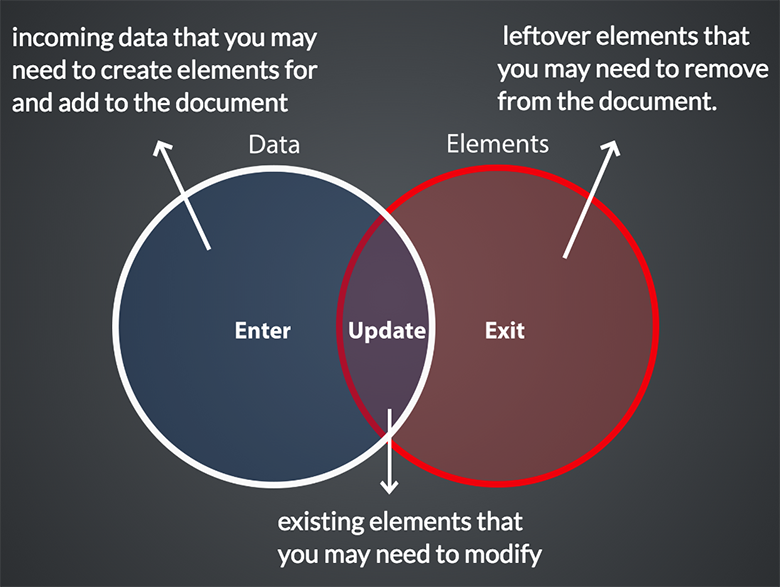 incoming data that you may
need to create elements for
and add to the document
leftover elements that
you may need to remove
from the document.
Data
Elements
Enter
Update
Exit
existing elements that
you may need to modify